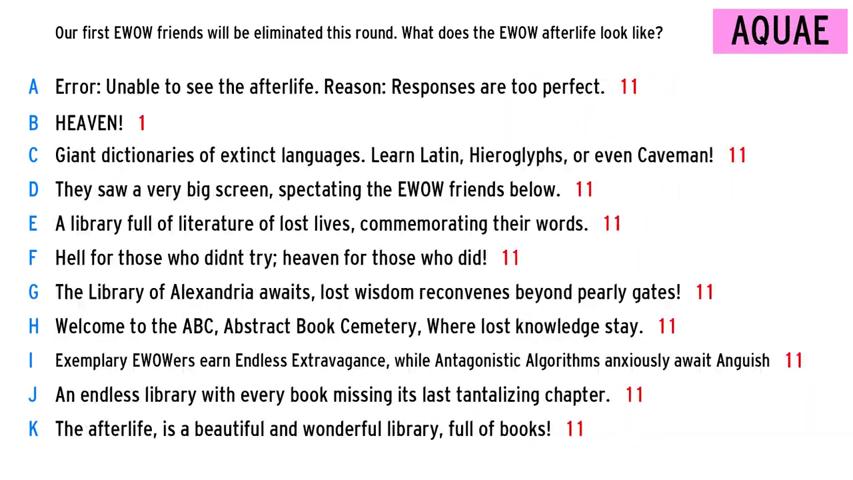 Our first EWOW friends will be eliminated this round. What does the EWOW afterlife look like?
AQUAE
A Error: Unable to see the afterlife. Reason: Responses are too perfect. 11
B HEAVEN! 1
C Giant dictionaries of extinct languages. Learn Latin, Hieroglyphs, or even Caveman! 11
D They saw a very big screen, spectating the EWOW friends below. 11
E A library full of literature of lost lives, commemorating their words. 11
F Hell for those who didnt try; heaven for those who did! 11
G The Library of Alexandria awaits, lost wisdom reconvenes beyond pearly gates! 11
H Welcome to the ABC, Abstract Book Cemetery, Where lost knowledge stay. 11
I Exemplary EWOWers earn Endless Extravagance, while Antagonistic Algorithms anxiously await Anguish 11
J An endless library with every book missing its last tantalizing chapter. 11
K The afterlife, is a beautiful and wonderful library, full of books! 11